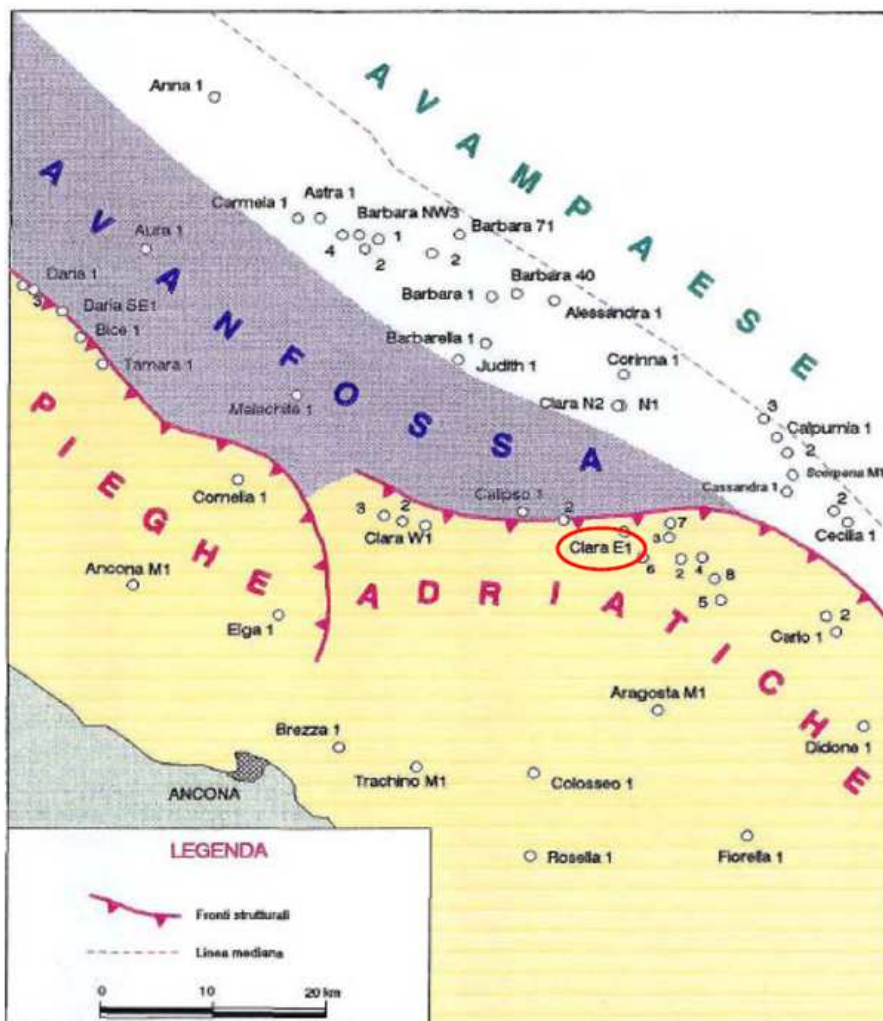 AVAMPAESE
Anna 1
Carmela 1
Astra 1
Barbara NW3
Barbara 71
4
1
2
2
Aura 1
AVANFOSSA
Barbara 40
Barbara 1
Alessandra 1
Daria 1
3
Daria SE1
Bice 1
Tamara 1
Barbarella 1
Judith 1
Corinna 1
Malachite 1
Clara N2
N1
3
Calpurnia 1
2
Scerpena M1
Cassandra 1
2
Cecilia 1
PIEGHE ADRIATICHE
Cornelia 1
3
2
Clara W1
Calipso 1
2
7
3
Clara E1
6
2
4
8
5
Ancona M1
Elga 1
2
Carlo 1
Aragosta M1
Brezza 1
Didone 1
Trachino M1
Colosseo 1
ANCONA
Rosella 1
Fiorella 1
LEGENDA
Fronti strutturali
Linea mediana
0 10 20 km